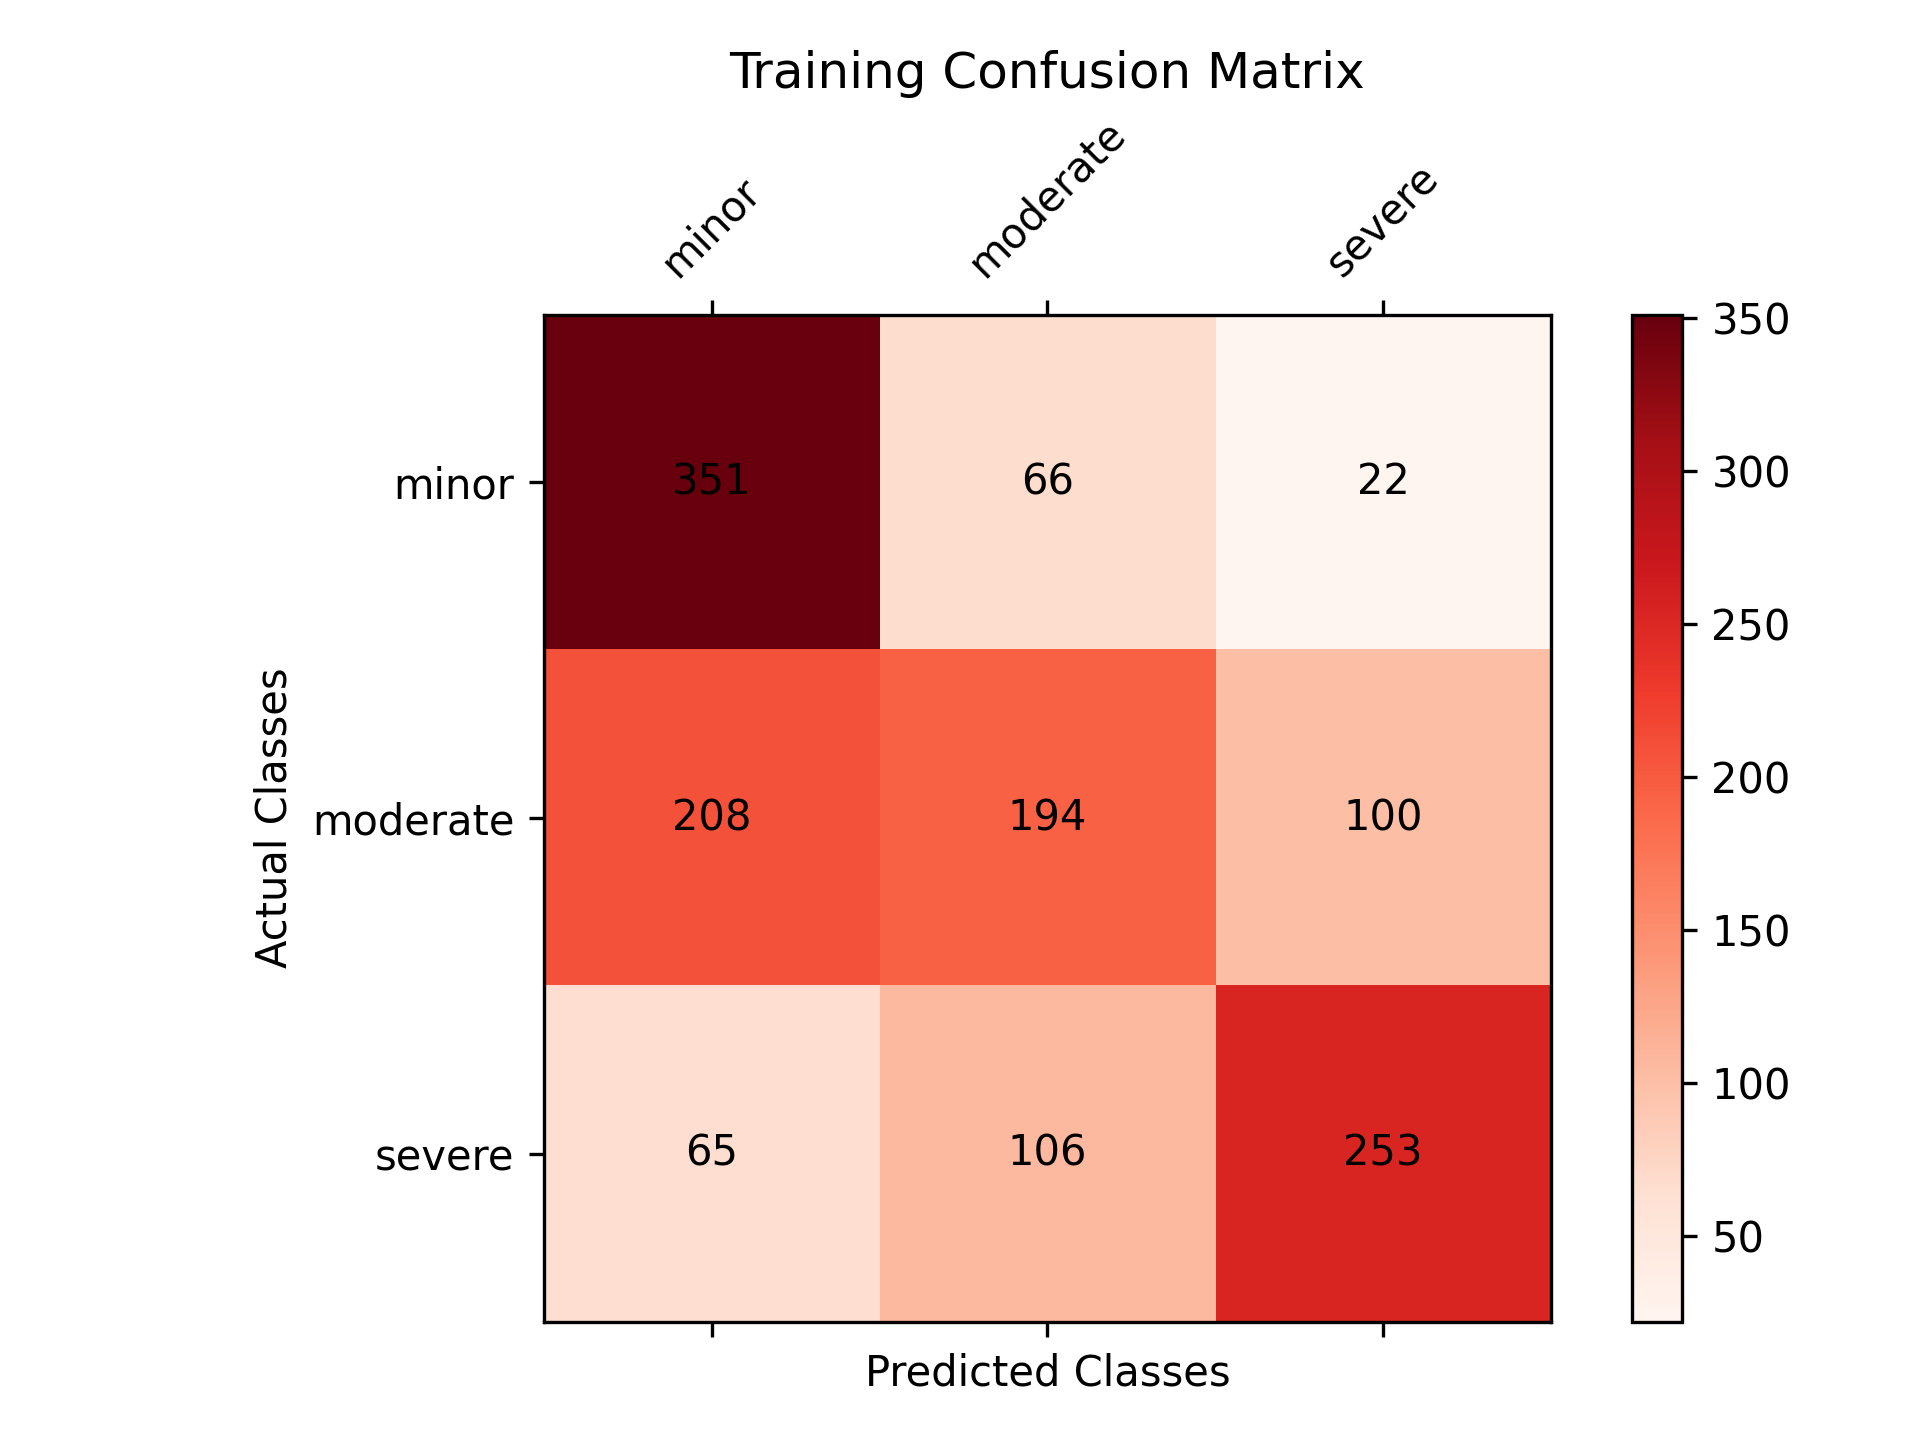 Training Confusion Matrix
minor
moderate
severe
Actual Classes
minor
351
66
22
moderate
208
194
100
severe
65
106
253
Predicted Classes
350
300
250
200
150
100
50